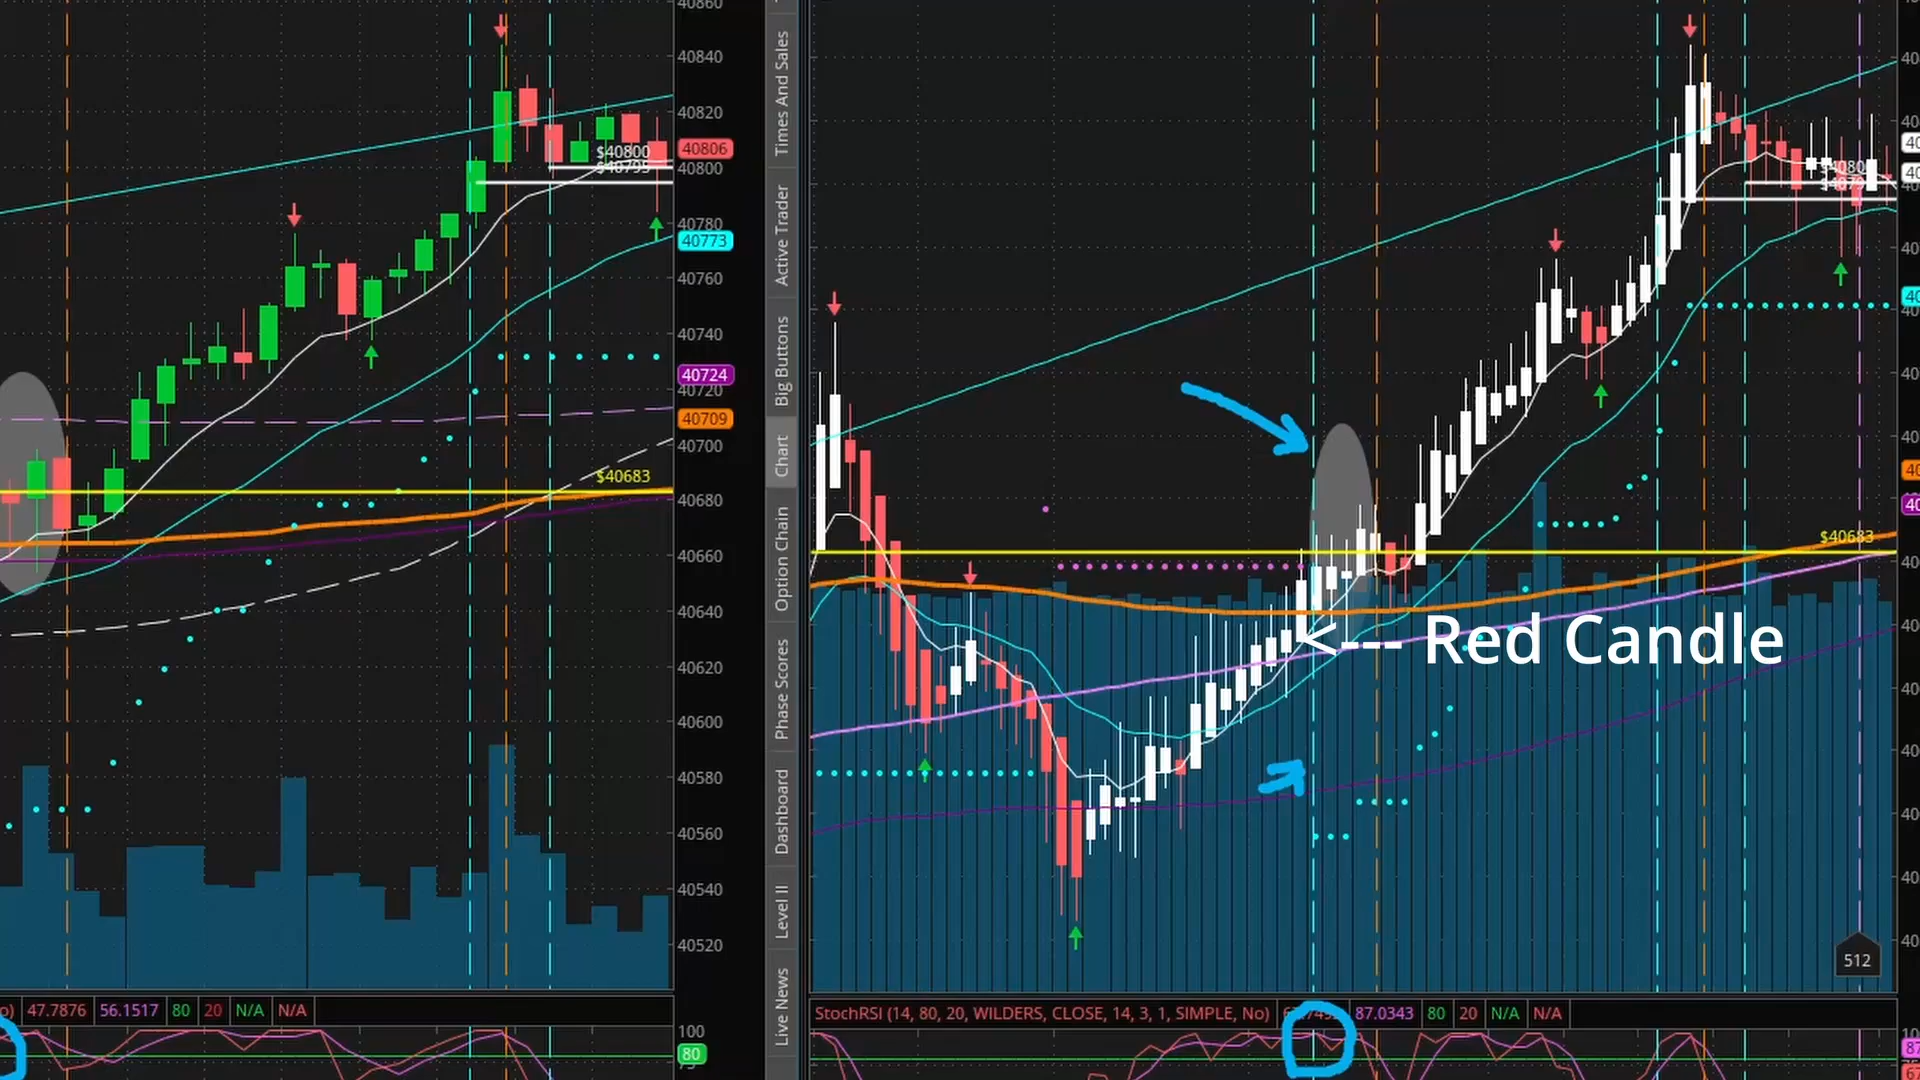 40860
40840
40820
40806
$40800
40800
$40795
40780
40773
40760
40740
40724
40720
40709
40700
$40683
40680
40660
40640
40620
40600
40580
40560
40540
40520
47.7876 56.1517 80 20 N/A N/A
100
80
Times And Sales
Active Trader
Big Buttons
Chart
Option Chain
Phase Scores
Dashboard
Level II
Live News
$40683
<--- Red Candle
512
StochRSI (14, 80, 20, WILDERS, CLOSE, 14, 3, 1, SIMPLE, No) 87.0343 80 20 N/A N/A